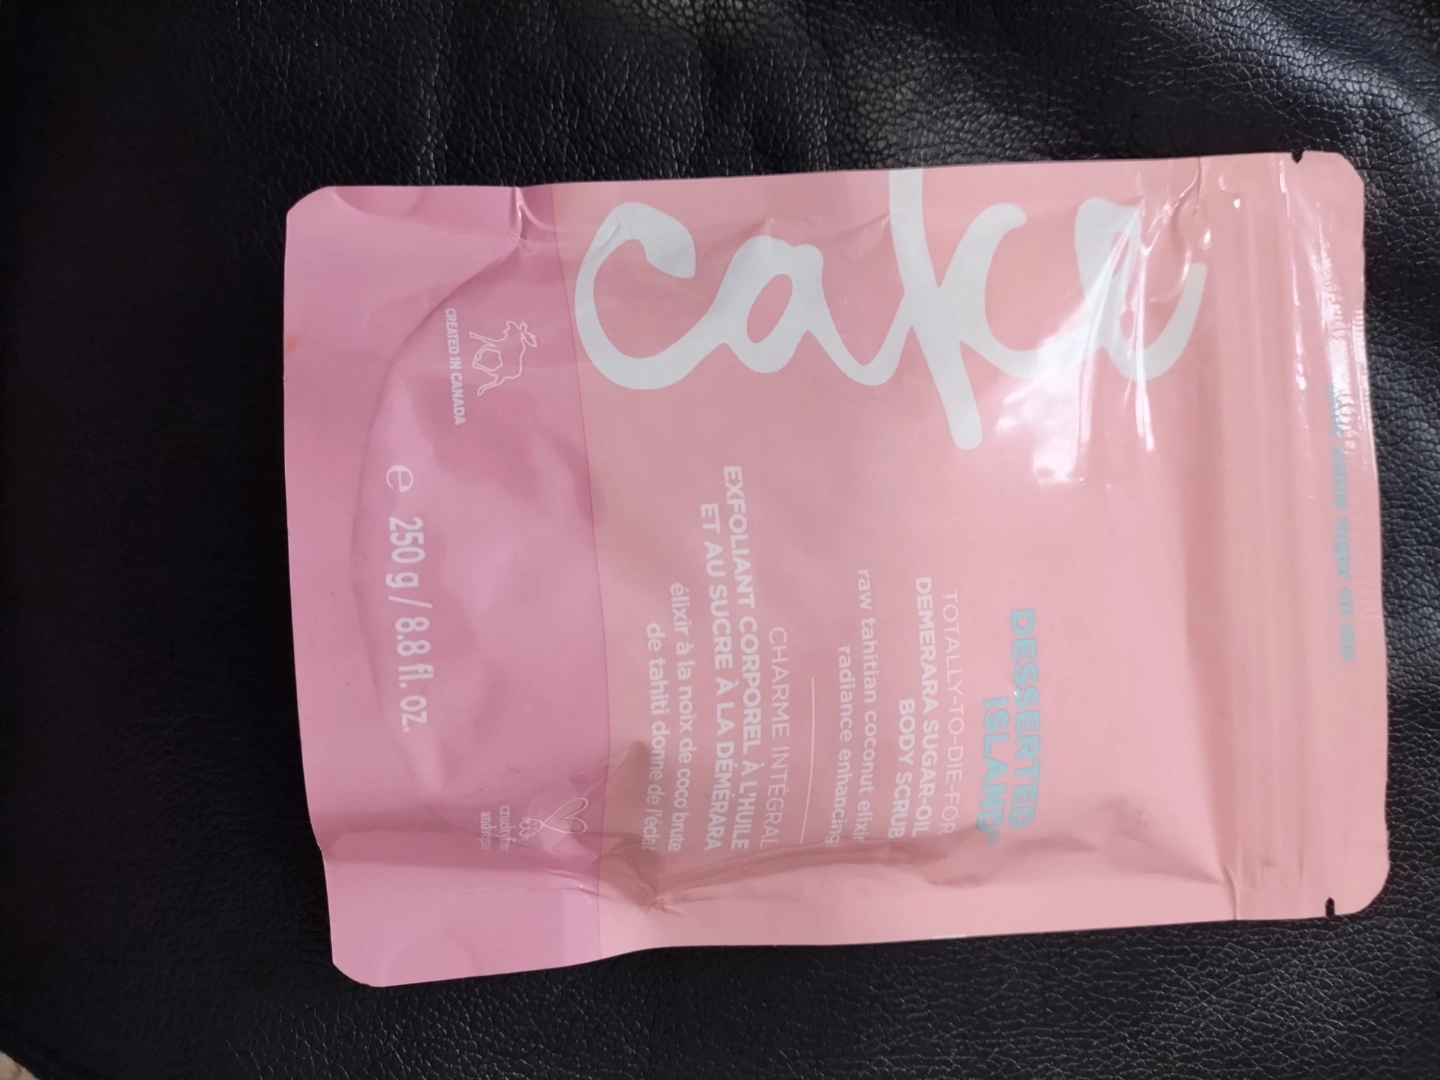 cake
DESSERTED
ISLAND
TOTALLY-TO-DIE-FOR
DEMERARA SUGAR-OIL
BODY SCRUB
raw tahitian coconut elixir
radiance enhancing
CHARME INTÉGRAL
EXFOLIANT CORPOREL À L'HUILE
ET AU SUCRE À LA DÉMÉRARA
élixir à la noix de coco brute
de tahiti donne de l'éclat
CREATED IN CANADA
e 250 g / 8.8 fl. oz.